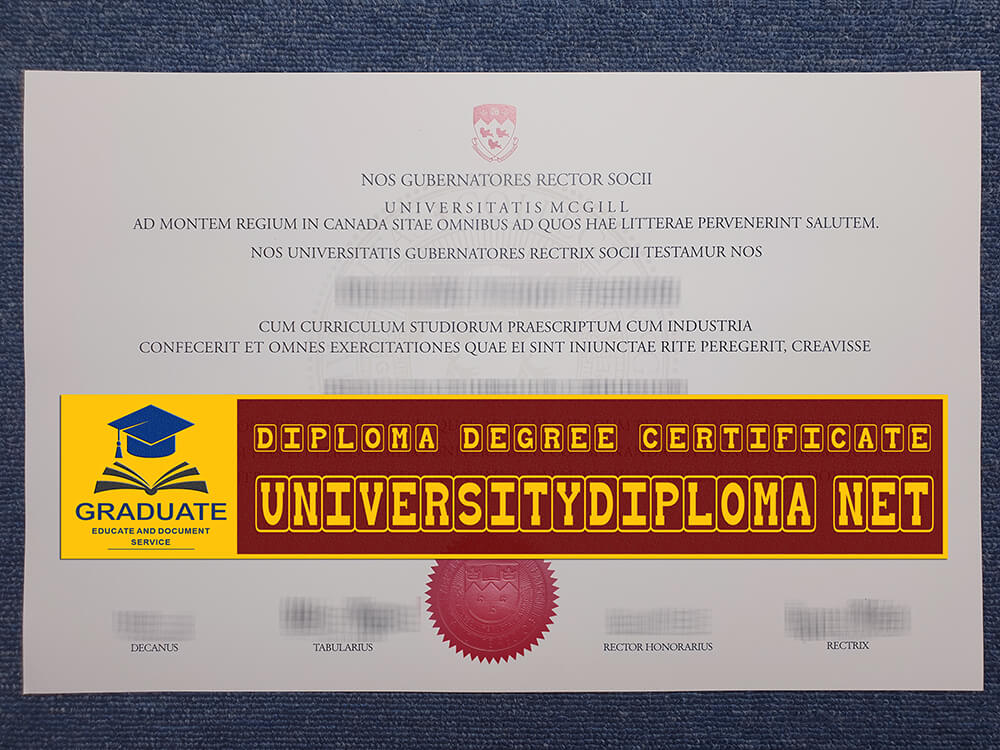 NOS GUBERNATORES RECTOR SOCII
UNIVERSITATIS MCGILL
AD MONTEM REGIUM IN CANADA SITAE OMNIBUS AD QUOS HAE LITTERAE PERVENERINT SALUTEM.
NOS UNIVERSITATIS GUBERNATORES RECTRIX SOCII TESTAMUR NOS
CUM CURRICULUM STUDIORUM PRAESCRIPTUM CUM INDUSTRIA
CONFECERIT ET OMNES EXERCITATIONES QUAE EI SINT INIUNCTAE RITE PEREGERIT, CREAVISSE
GRADUATE
EDUCATE AND DOCUMENT
SERVICE
DIPLOMA DEGREE CERTIFICATE
UNIVERSITYDIPLOMA NET
DECANUS
TABULARIUS
RECTOR HONORARIUS
RECTRIX